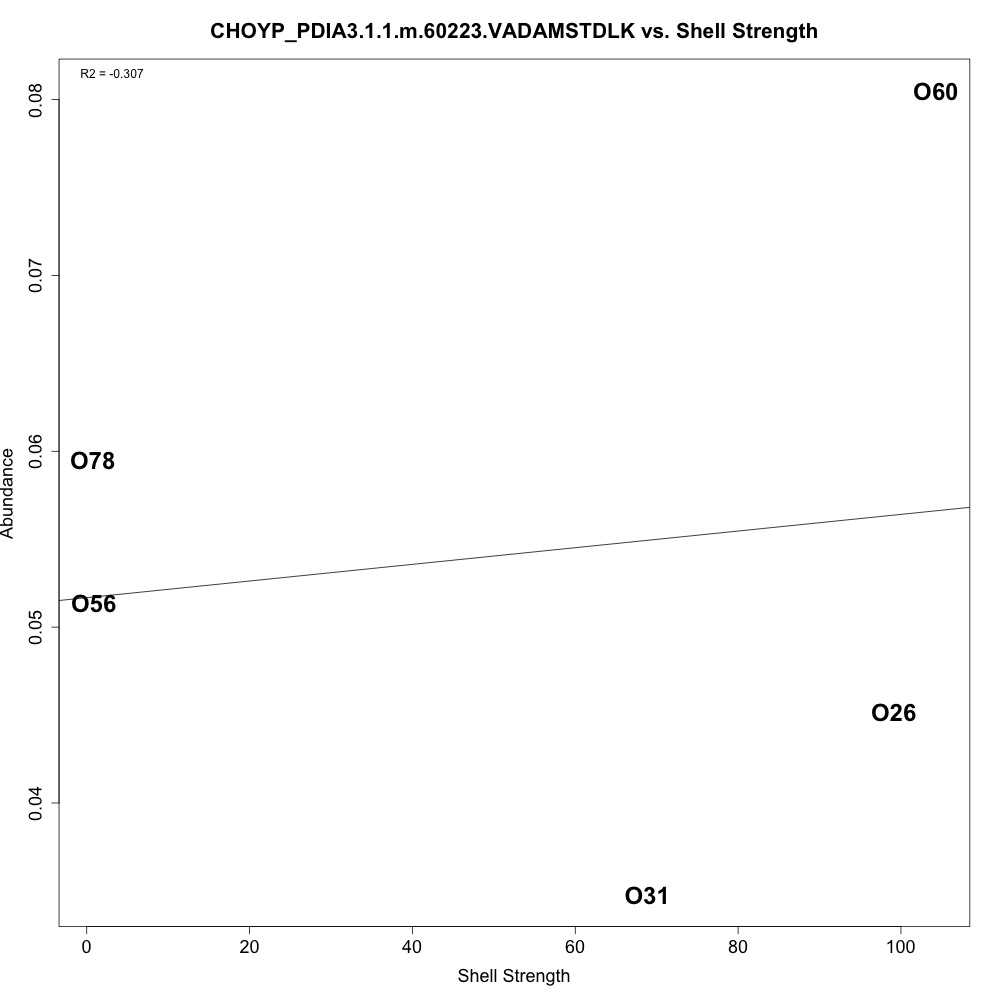 CHOYP_PDIA3.1.1.m.60223.VADAMSTDLK vs. Shell Strength
R2 = -0.307
O60
O78
O56
O26
O31
Abundance
0.08
0.07
0.06
0.05
0.04
0 20 40 60 80 100
Shell Strength